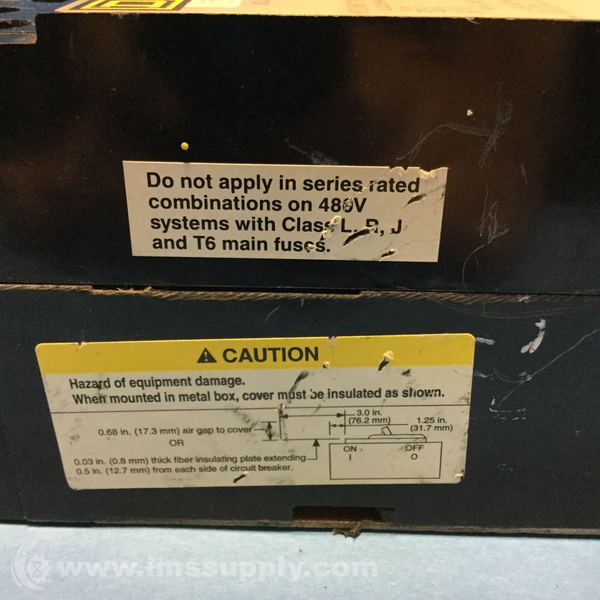 Do not apply in series rated
combinations on 480V
systems with Class L, R, J
and T6 main fuses.
CAUTION
Hazard of equipment damage.
When mounted in metal box, cover must be insulated as shown.
0.68 in. (17.3 mm) air gap to cover
OR
0.03 in. (0.8 mm) thick fiber insulating plate extending
0.5 in. (12.7 mm) from each side of circuit breaker.
3.0 in.
(76.2 mm)
1.25 in.
(31.7 mm)
ON
I
OFF
O
www.imssupply.com